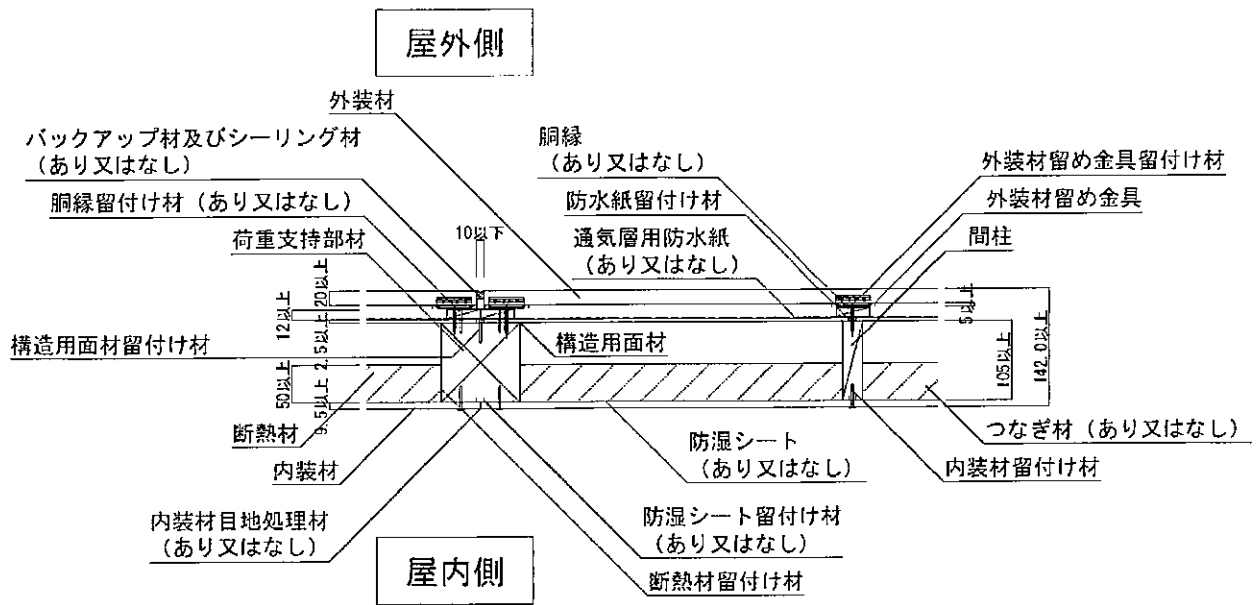 屋外側
外装材
バックアップ材及びシーリング材
（あり又はなし）
胴縁留付け材（あり又はなし）
荷重支持部材
10以下
胴縁
（あり又はなし）
防水紙留付け材
通気層用防水紙
（あり又はなし）
外装材留め金具留付け材
外装材留め金具
間柱
20以上
12以上
2.5以上
50以上
9.5以上
5以上
105以上
142.0以上
構造用面材留付け材
構造用面材
断熱材
内装材
内装材目地処理材
（あり又はなし）
防湿シート
（あり又はなし）
つなぎ材（あり又はなし）
内装材留付け材
防湿シート留付け材
（あり又はなし）
断熱材留付け材
屋内側